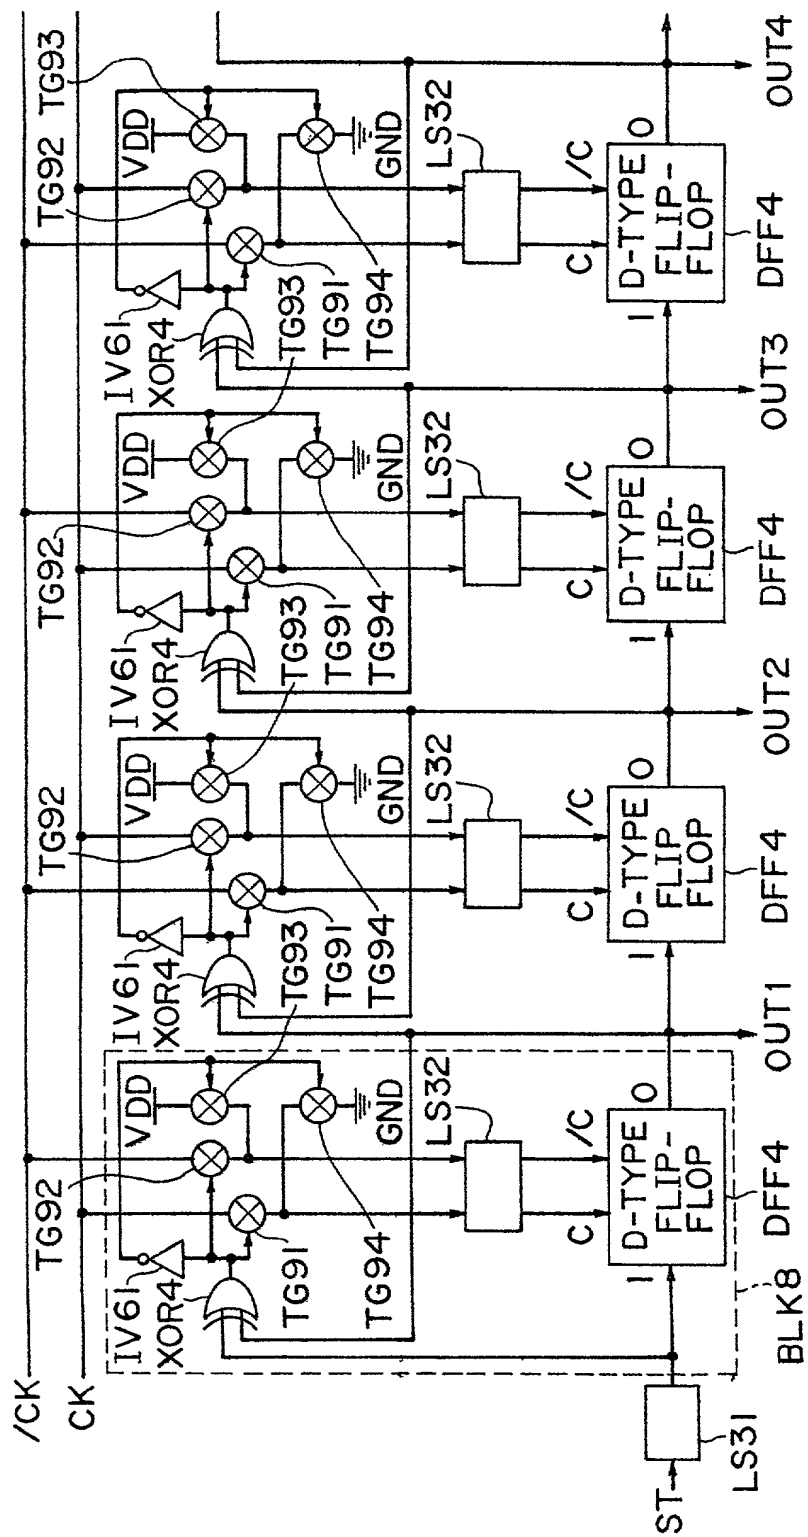 /CK
CK
ST
LS31
BLK8
IV61
XOR4
TG92
VDD
TG93
TG91
TG94
GND
LS32
C
/C
I
O
D-TYPE
FLIP-
FLOP
DFF4
OUT1
IV61
XOR4
TG92
VDD
TG93
TG91
TG94
GND
LS32
C
/C
I
O
D-TYPE
FLIP
FLOP
DFF4
OUT2
IV61
XOR4
TG92
VDD
TG93
TG91
TG94
GND
LS32
C
/C
I
O
D-TYPE
FLIP-
FLOP
DFF4
OUT3
IV61
XOR4
TG92
VDD
TG93
TG91
TG94
GND
LS32
C
/C
I
O
D-TYPE
FLIP-
FLOP
DFF4
OUT4